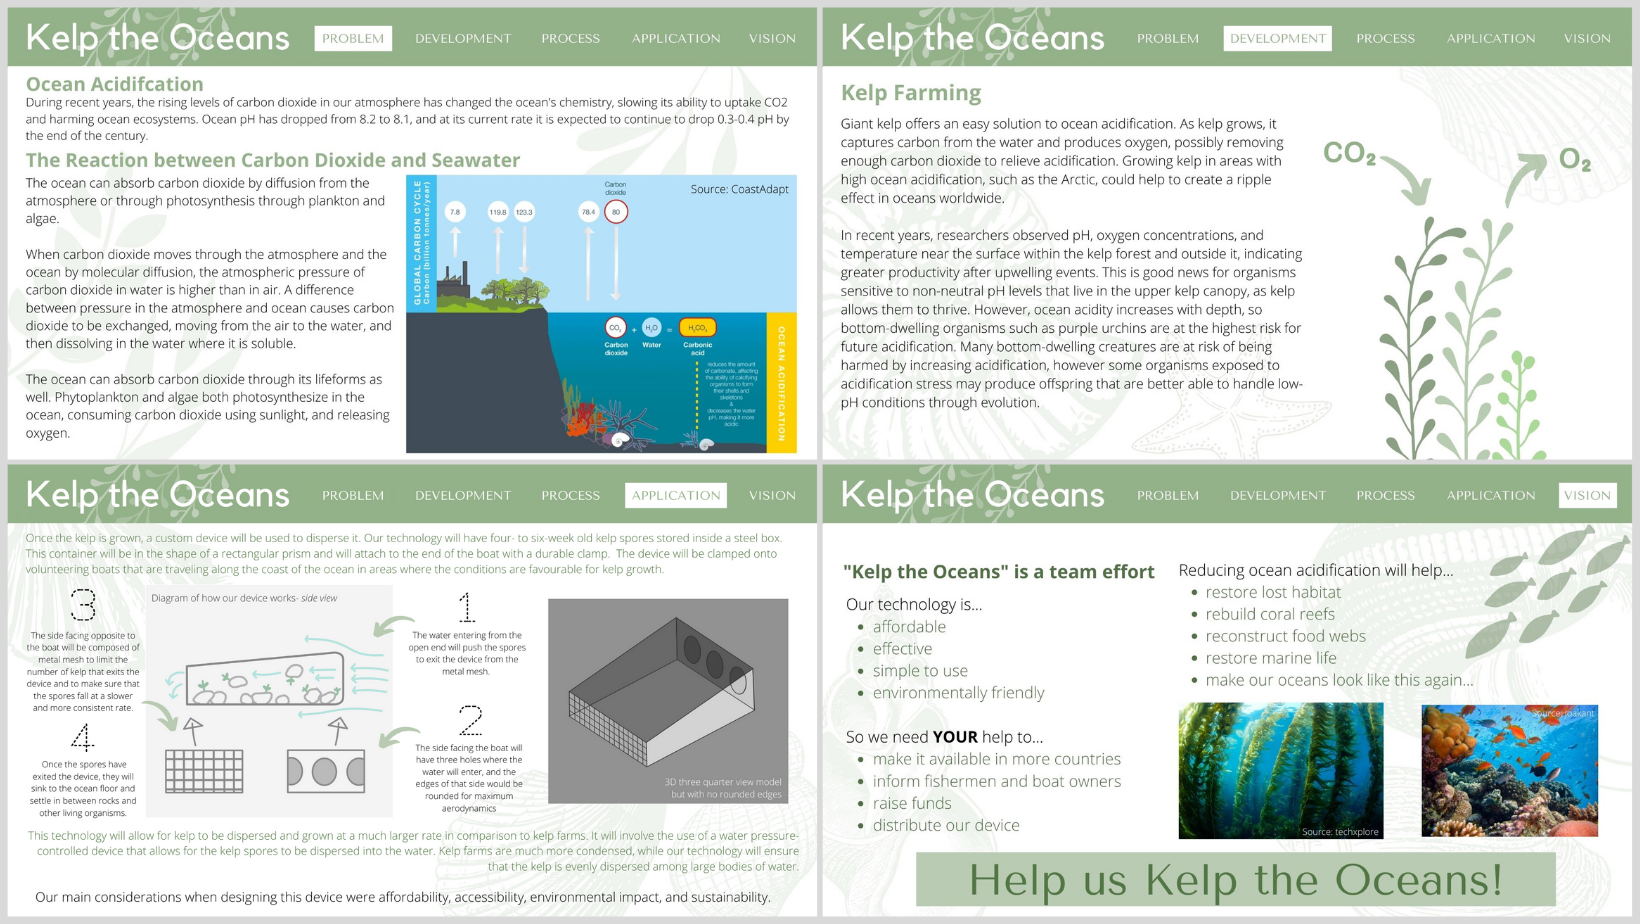 Kelp the Oceans
PROBLEM
DEVELOPMENT
PROCESS
APPLICATION
VISION
Ocean Acidifcation
During recent years, the rising levels of carbon dioxide in our atmosphere has changed the ocean's chemistry, slowing its ability to uptake CO2
and harming ocean ecosystems. Ocean pH has dropped from 8.2 to 8.1, and at its current rate it is expected to continue to drop 0.3-0.4 pH by
the end of the century.
The Reaction between Carbon Dioxide and Seawater
The ocean can absorb carbon dioxide by diffusion from the
atmosphere or through photosynthesis through plankton and
algae.
When carbon dioxide moves through the atmosphere and the
ocean by molecular diffusion, the atmospheric pressure of
carbon dioxide in water is higher than in air. A difference
between pressure in the atmosphere and ocean causes carbon
dioxide to be exchanged, moving from the air to the water, and
then dissolving in the water where it is soluble.
The ocean can absorb carbon dioxide through its lifeforms as
well. Phytoplankton and algae both photosynthesize in the
ocean, consuming carbon dioxide using sunlight, and releasing
oxygen.
GLOBAL CARBON CYCLE
Carbon (billion tonnes/year)
Carbon
dioxide
Source: CoastAdapt
7.8
119.8
123.3
78.4
80
CO₂ + H₂O = H₂CO₃
Carbon
dioxide
Water
Carbonic
acid
reduces the amount
of carbonate, affecting
the ability of calcifying
organisms to form
their shells and
skeletons
&
decreases the water
pH, making it more
acidic
OCEAN ACIDIFICATION
Kelp the Oceans
PROBLEM
DEVELOPMENT
PROCESS
APPLICATION
VISION
Kelp Farming
Giant kelp offers an easy solution to ocean acidification. As kelp grows, it
captures carbon from the water and produces oxygen, possibly removing
enough carbon dioxide to relieve acidification. Growing kelp in areas with
high ocean acidification, such as the Arctic, could help to create a ripple
effect in oceans worldwide.
In recent years, researchers observed pH, oxygen concentrations, and
temperature near the surface within the kelp forest and outside it, indicating
greater productivity after upwelling events. This is good news for organisms
sensitive to non-neutral pH levels that live in the upper kelp canopy, as kelp
allows them to thrive. However, ocean acidity increases with depth, so
bottom-dwelling organisms such as purple urchins are at the highest risk for
future acidification. Many bottom-dwelling creatures are at risk of being
harmed by increasing acidification, however some organisms exposed to
acidification stress may produce offspring that are better able to handle low-
pH conditions through evolution.
CO₂
O₂
Kelp the Oceans
PROBLEM
DEVELOPMENT
PROCESS
APPLICATION
VISION
Once the kelp is grown, a custom device will be used to disperse it. Our technology will have four- to six-week old kelp spores stored inside a steel box.
This container will be in the shape of a rectangular prism and will attach to the end of the boat with a durable clamp. The device will be clamped onto
volunteering boats that are traveling along the coast of the ocean in areas where the conditions are favourable for kelp growth.
3
The side facing opposite to
the boat will be composed of
metal mesh to limit the
number of kelp that exits the
device and to make sure that
the spores fall at a slower
and more consistent rate.
4
Once the spores have
exited the device, they will
sink to the ocean floor and
settle in between rocks and
other living organisms.
Diagram of how our device works- side view
1
The water entering from the
open end will push the spores
to exit the device from the
metal mesh.
2
The side facing the boat will
have three holes where the
water will enter, and the
edges of that side would be
rounded for maximum
aerodynamics
3D three quarter view model
but with no rounded edges
This technology will allow for kelp to be dispersed and grown at a much larger rate in comparison to kelp farms. It will involve the use of a water pressure-
controlled device that allows for the kelp spores to be dispersed into the water. Kelp farms are much more condensed, while our technology will ensure
that the kelp is evenly dispersed among large bodies of water.
Our main considerations when designing this device were affordability, accessibility, environmental impact, and sustainability.
Kelp the Oceans
PROBLEM
DEVELOPMENT
PROCESS
APPLICATION
VISION
"Kelp the Oceans" is a team effort
Our technology is...
• affordable
• effective
• simple to use
• environmentally friendly
So we need YOUR help to...
• make it available in more countries
• inform fishermen and boat owners
• raise funds
• distribute our device
Reducing ocean acidification will help...
• restore lost habitat
• rebuild coral reefs
• reconstruct food webs
• restore marine life
• make our oceans look like this again...
Source: techxplore
Source:
Help us Kelp the Oceans!